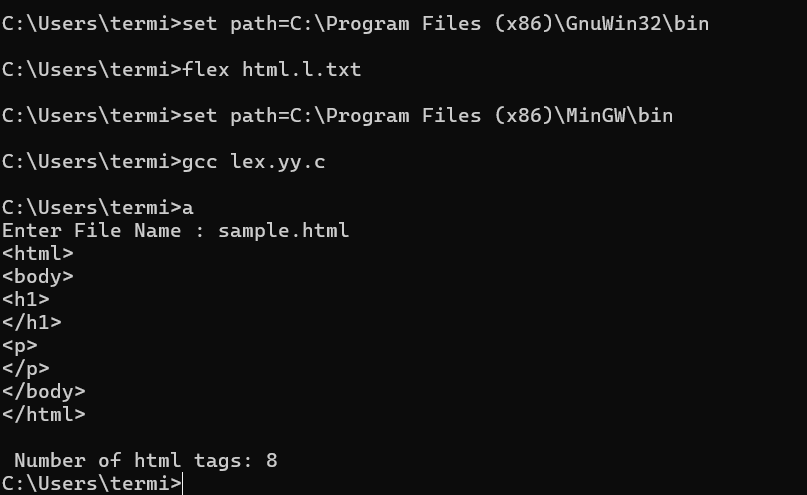 C:\Users\termi>set path=C:\Program Files (x86)\GnuWin32\bin
C:\Users\termi>flex html.l.txt
C:\Users\termi>set path=C:\Program Files (x86)\MinGW\bin
C:\Users\termi>gcc lex.yy.c
C:\Users\termi>a
Enter File Name : sample.html
<html>
<body>
<h1>
</h1>
<p>
</p>
</body>
</html>
Number of html tags: 8
C:\Users\termi>